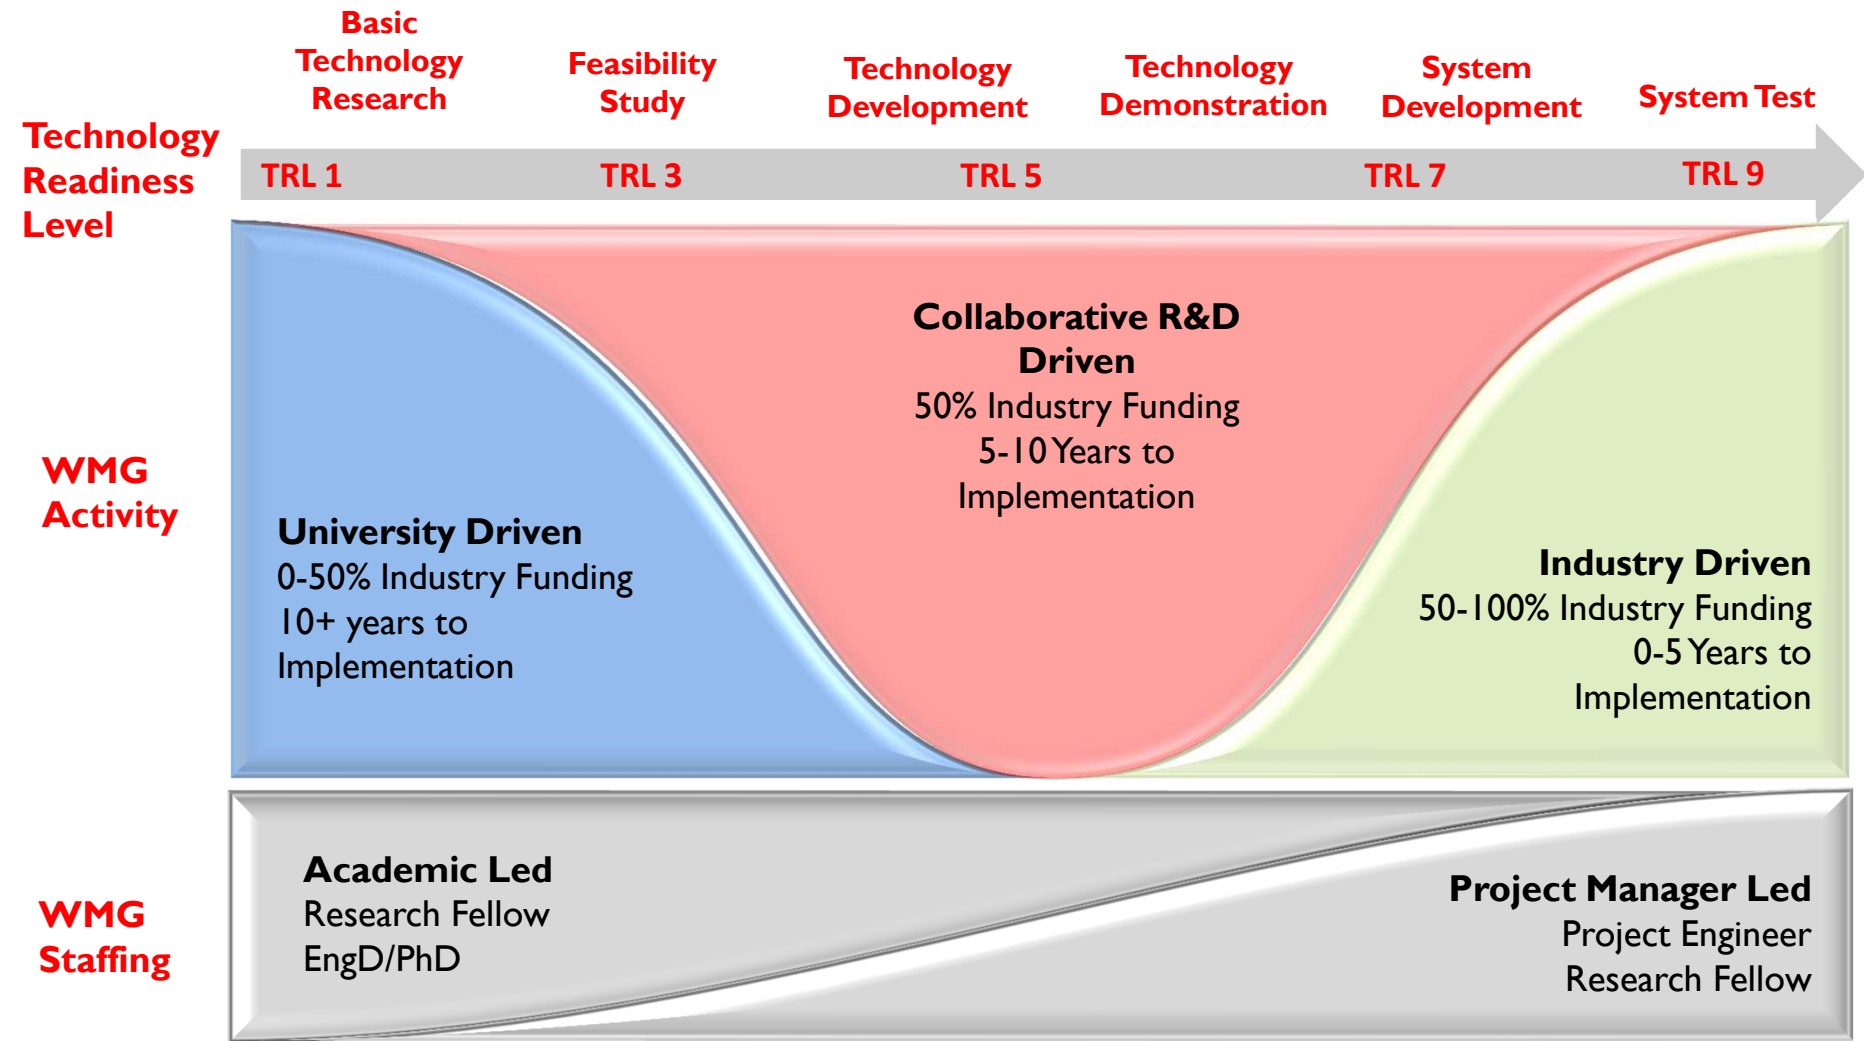 Basic
Technology
Research
Feasibility
Study
Technology
Development
Technology
Demonstration
System
Development
System Test
Technology
Readiness
Level
TRL 1
TRL 3
TRL 5
TRL 7
TRL 9
WMG
Activity
University Driven
0-50% Industry Funding
10+ years to
Implementation
Collaborative R&D
Driven
50% Industry Funding
5-10 Years to
Implementation
Industry Driven
50-100% Industry Funding
0-5 Years to
Implementation
WMG
Staffing
Academic Led
Research Fellow
EngD/PhD
Project Manager Led
Project Engineer
Research Fellow